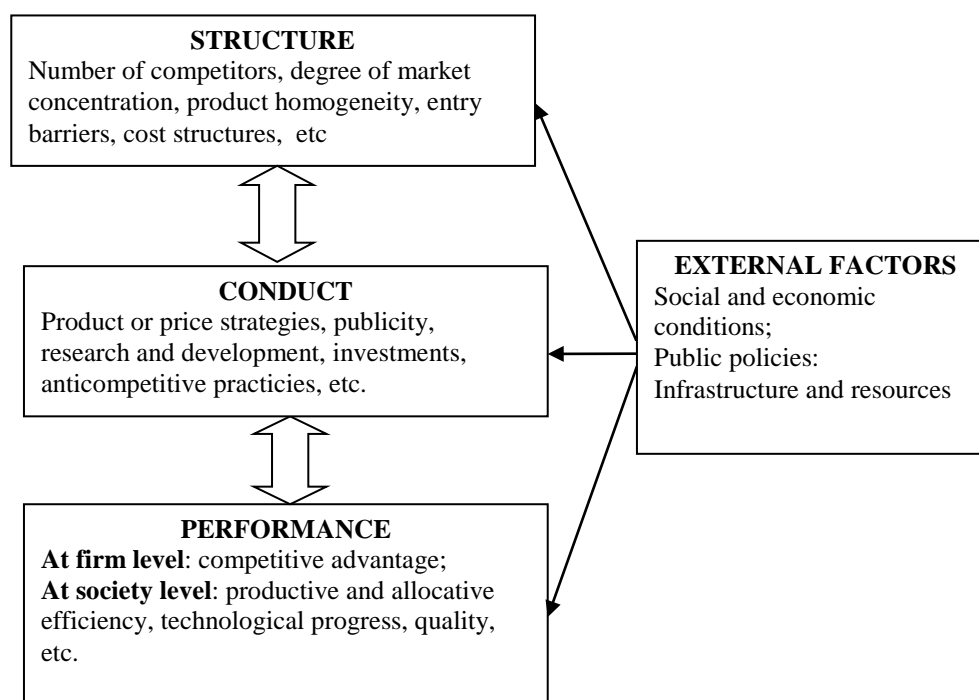 STRUCTURE
Number of competitors, degree of market
concentration, product homogeneity, entry
barriers, cost structures,  etc
CONDUCT
Product or price strategies, publicity,
research and development, investments,
anticompetitive practicies, etc.
PERFORMANCE
At firm level: competitive advantage;
At society level: productive and allocative
efficiency, technological progress, quality,
etc.
EXTERNAL FACTORS
Social and economic
conditions;
Public policies:
Infrastructure and resources